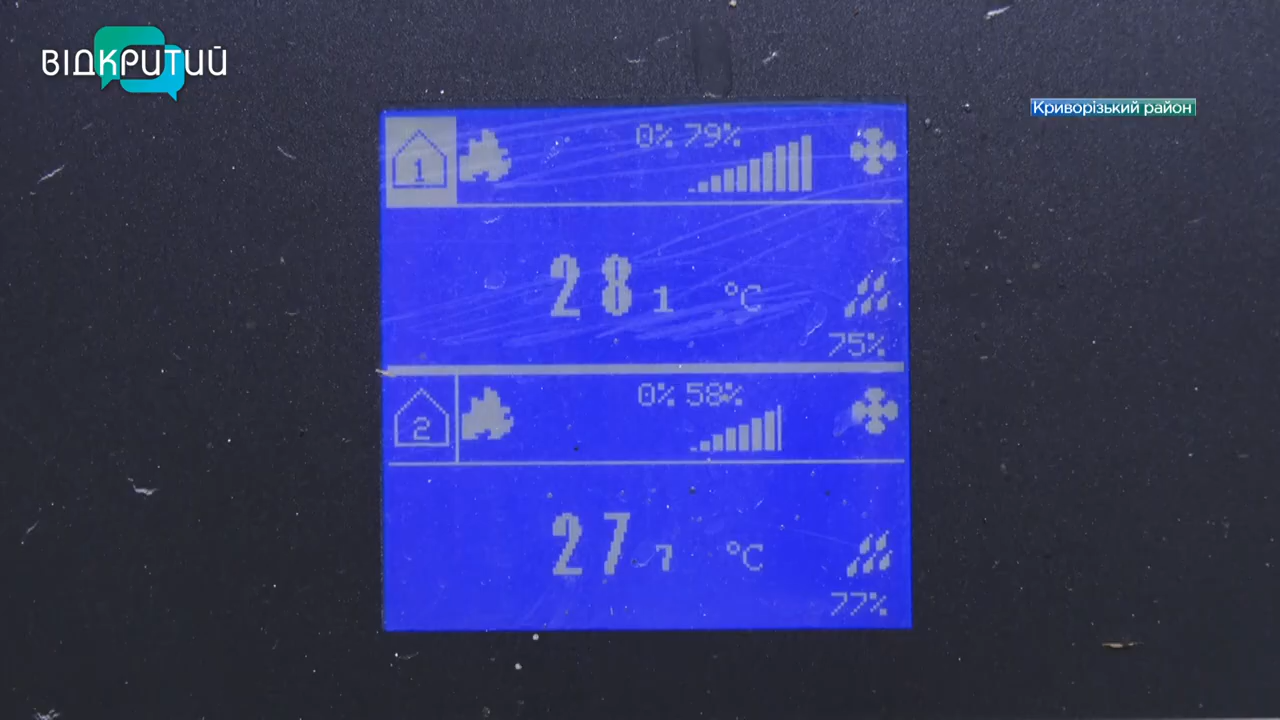 ВІДКРИТИЙ
Криворізький район
1
0% 79%
28 1 °C
75%
2
0% 58%
27 7 °C
77%